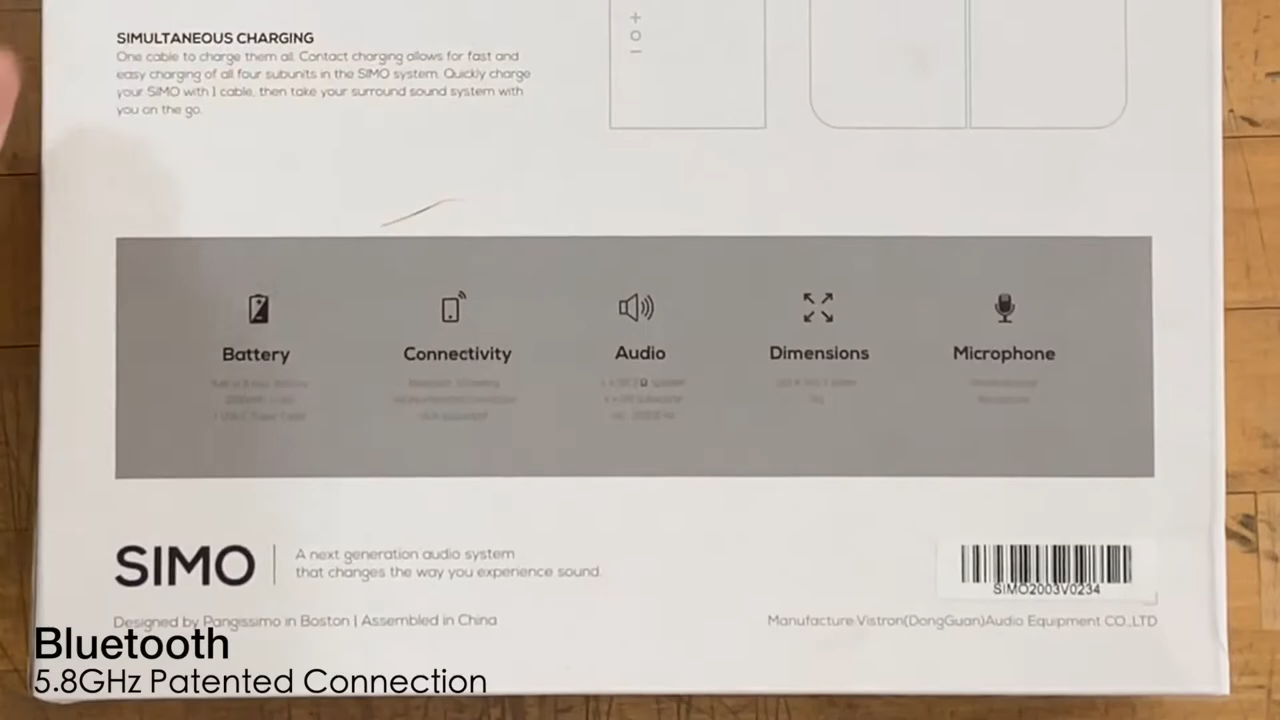 SIMULTANEOUS CHARGING
One cable to charge them all. Contact charging allows for fast and
easy charging of all four subunits in the SIMO system. Quickly charge
your SIMO with 1 cable, then take your surround sound system with
you on the go.
Battery
Connectivity
Audio
Dimensions
Microphone
SIMO
A next generation audio system
that changes the way you experience sound.
SIMO2003V0234
Designed by Pangissimo in Boston | Assembled in China
Manufacture:Vistron(DongGuan)Audio Equipment CO.,LTD
Bluetooth
5.8GHz Patented Connection